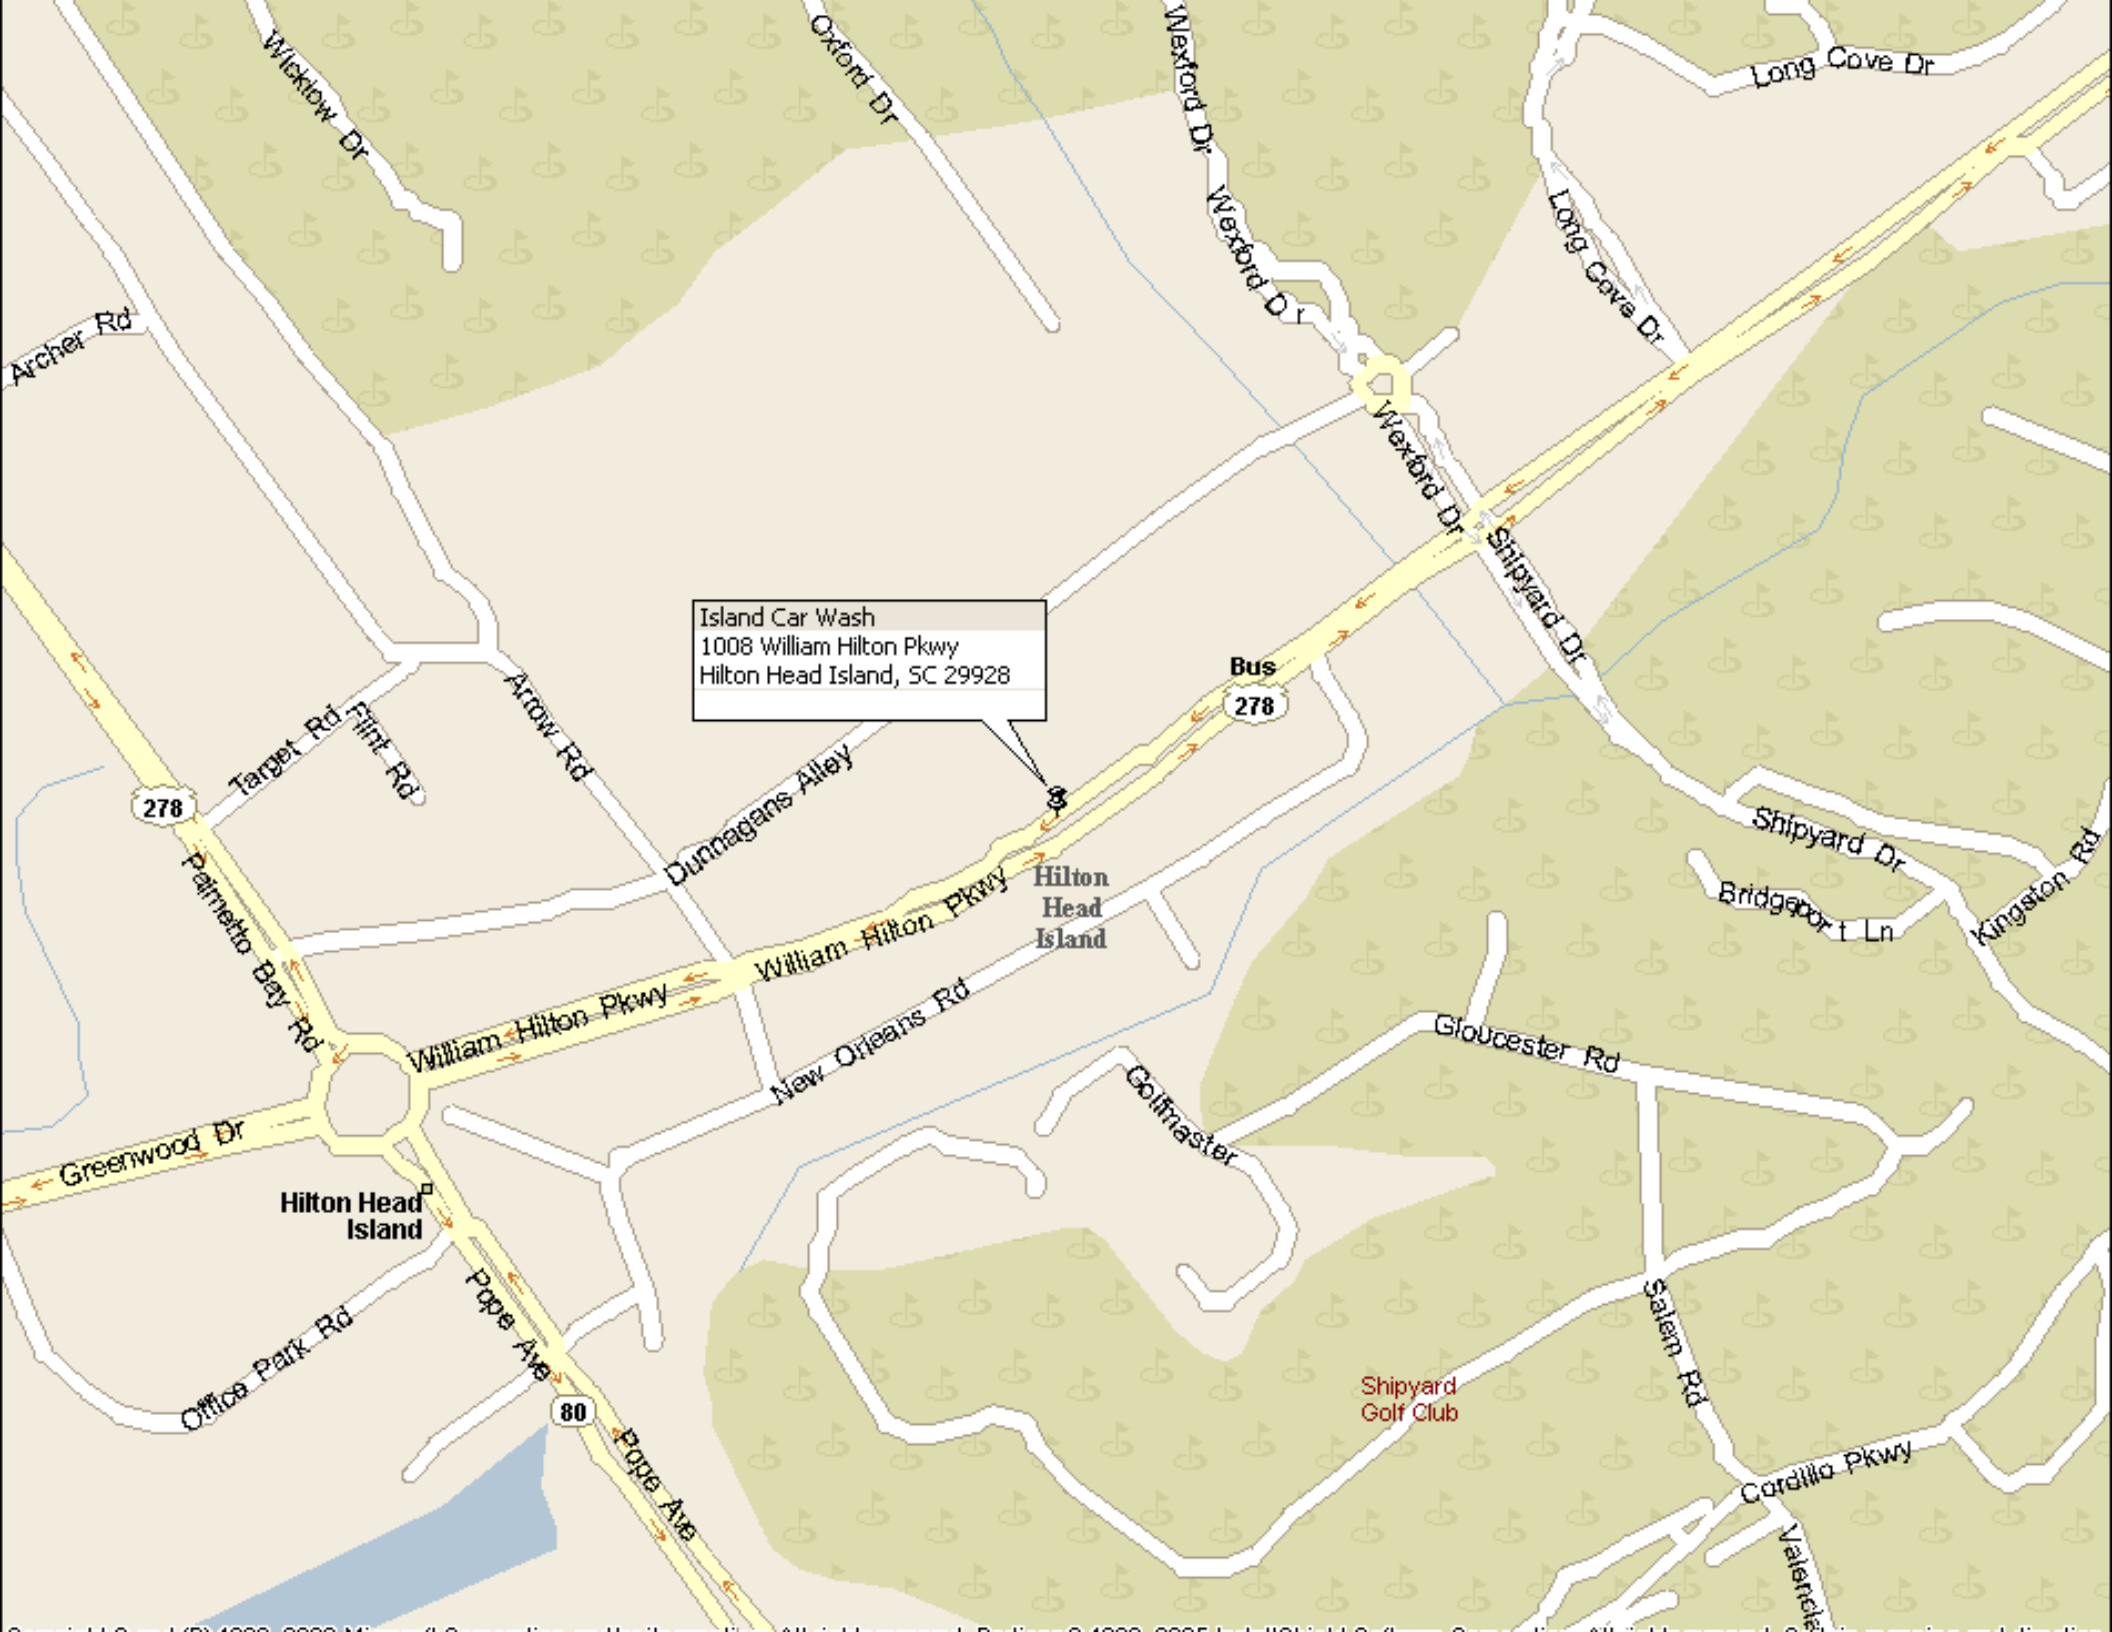 Wicklow Dr
Oxford Dr
Wexford Dr
Long Cove Dr
Wexford Dr
Long Cove Dr
Archer Rd
Wexford Dr
Shipyard Dr
Island Car Wash
1008 William Hilton Pkwy
Hilton Head Island, SC 29928
Bus
278
Arrow Rd
Target Rd
Flint Rd
278
Dunnagans Alley
Shipyard Dr
Kingston Rd
Bridgeport Ln
Palmetto Bay Rd
William Hilton Pkwy
Hilton
Head
Island
William Hilton Pkwy
New Orleans Rd
Gloucester Rd
Golfmaster
Greenwood Dr
Hilton Head
Island
Pope Ave
Office Park Rd
Salem Rd
Shipyard
Golf Club
80
Pope Ave
Cordillo Pkwy
Valencia